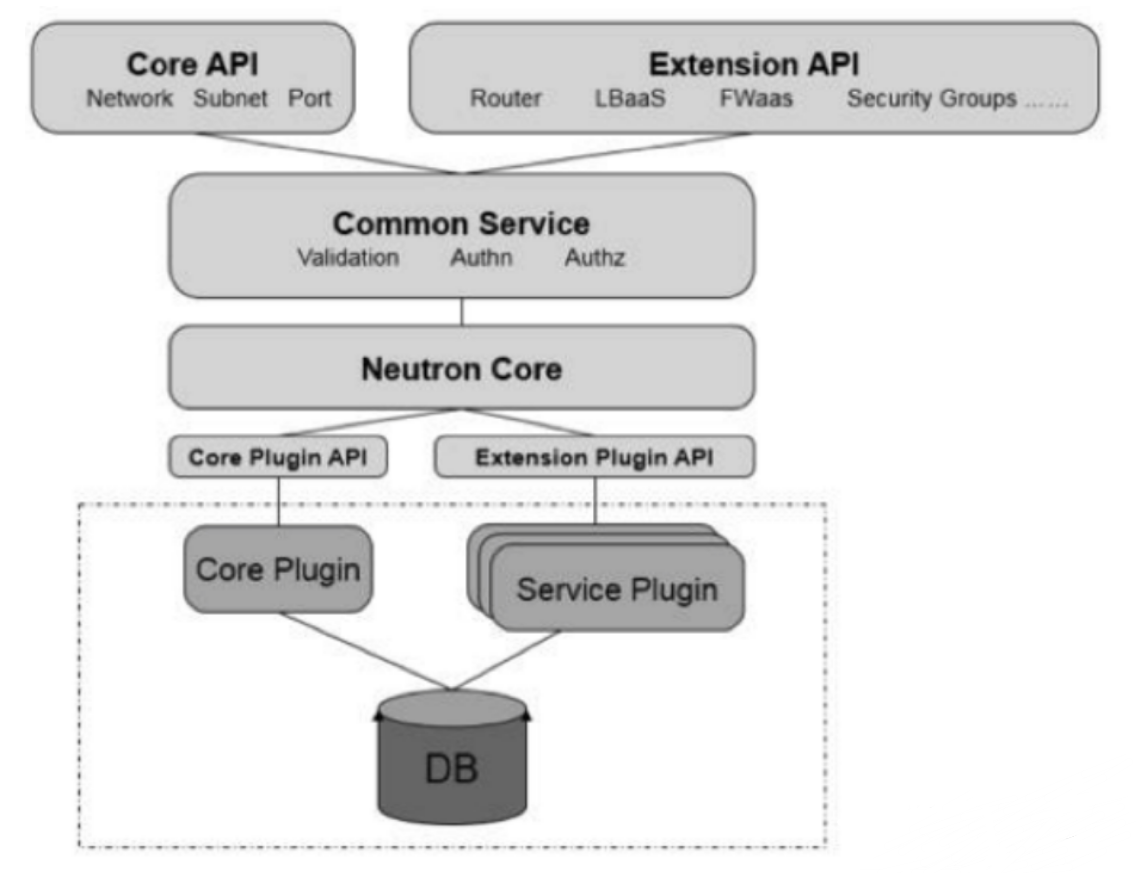 Core API
Network Subnet Port
Extension API
Router LBaaS FWaas Security Groups ......
Common Service
Validation Authn Authz
Neutron Core
Core Plugin API
Extension Plugin API
Core Plugin
Service Plugin
DB